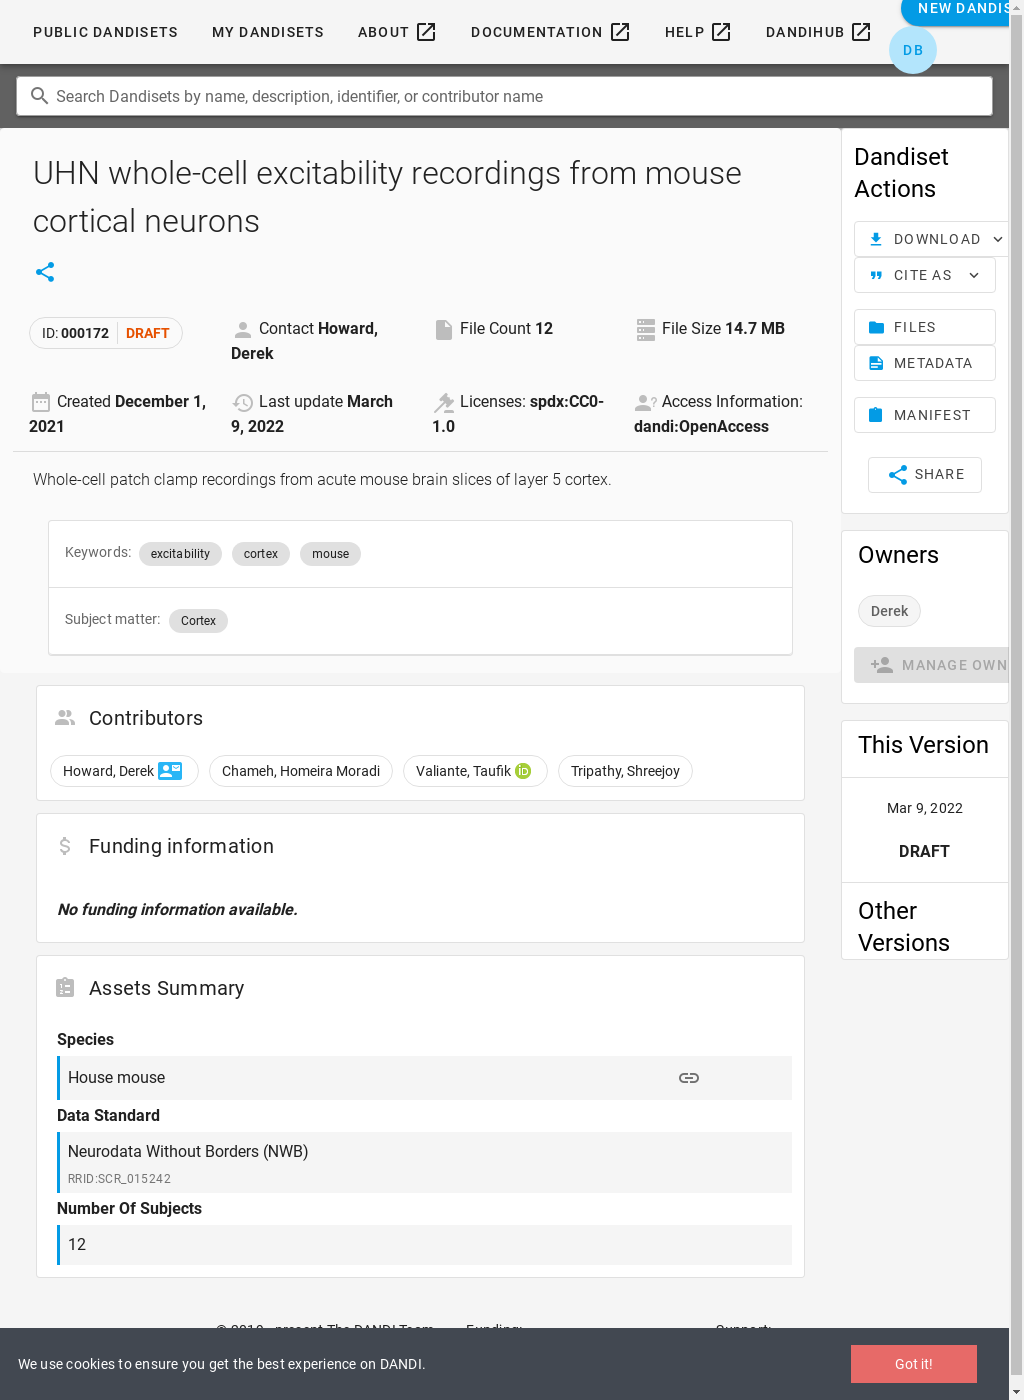 PUBLIC DANDISETS
MY DANDISETS
ABOUT
DOCUMENTATION
HELP
DANDIHUB
NEW DANDIS
DB
Search Dandisets by name, description, identifier, or contributor name
UHN whole-cell excitability recordings from mouse
cortical neurons
ID: 000172 DRAFT
Contact Howard,
Derek
File Count 12
File Size 14.7 MB
Created December 1,
2021
Last update March
9, 2022
Licenses: spdx:CC0-
1.0
Access Information:
dandi:OpenAccess
Whole-cell patch clamp recordings from acute mouse brain slices of layer 5 cortex.
Keywords: excitability cortex mouse
Subject matter: Cortex
Contributors
Howard, Derek
Chameh, Homeira Moradi
Valiante, Taufik iD
Tripathy, Shreejoy
Funding information
No funding information available.
Assets Summary
Species
House mouse
Data Standard
Neurodata Without Borders (NWB)
RRID:SCR_015242
Number Of Subjects
12
Dandiset
Actions
DOWNLOAD
CITE AS
FILES
METADATA
MANIFEST
SHARE
Owners
Derek
MANAGE OWN
This Version
Mar 9, 2022
DRAFT
Other
Versions
present The DANDI Team
Funding:
Support:
We use cookies to ensure you get the best experience on DANDI.
Got it!